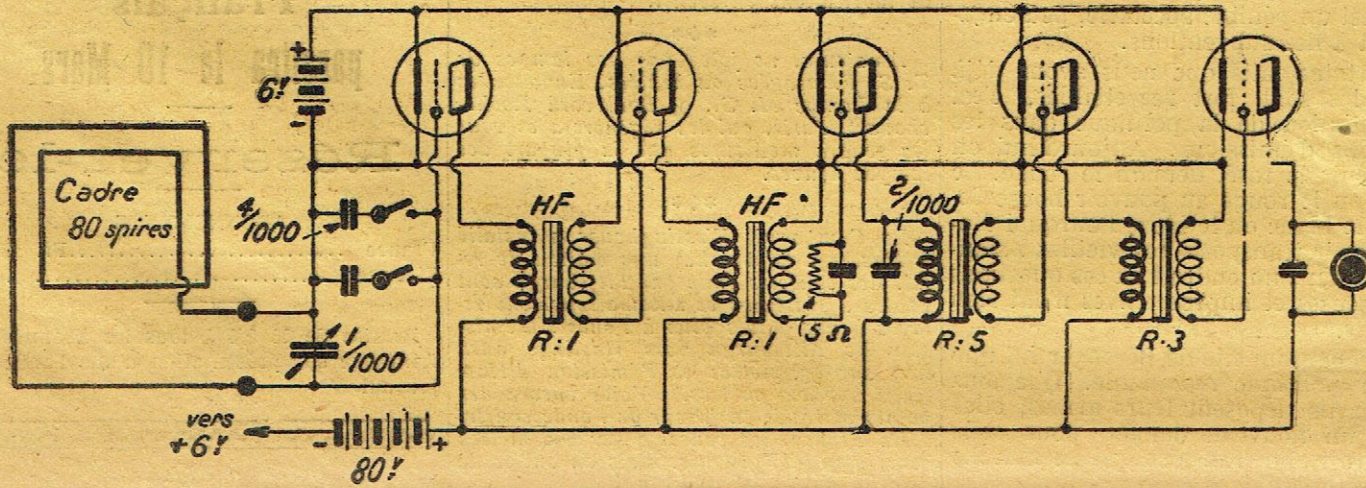 +
6V
-
Cadre
80 spires
4/1000
1/1000
vers
+6V
-
+
80V
HF
R:1
HF
R:1
5 Ω
2/1000
R:5
R·3